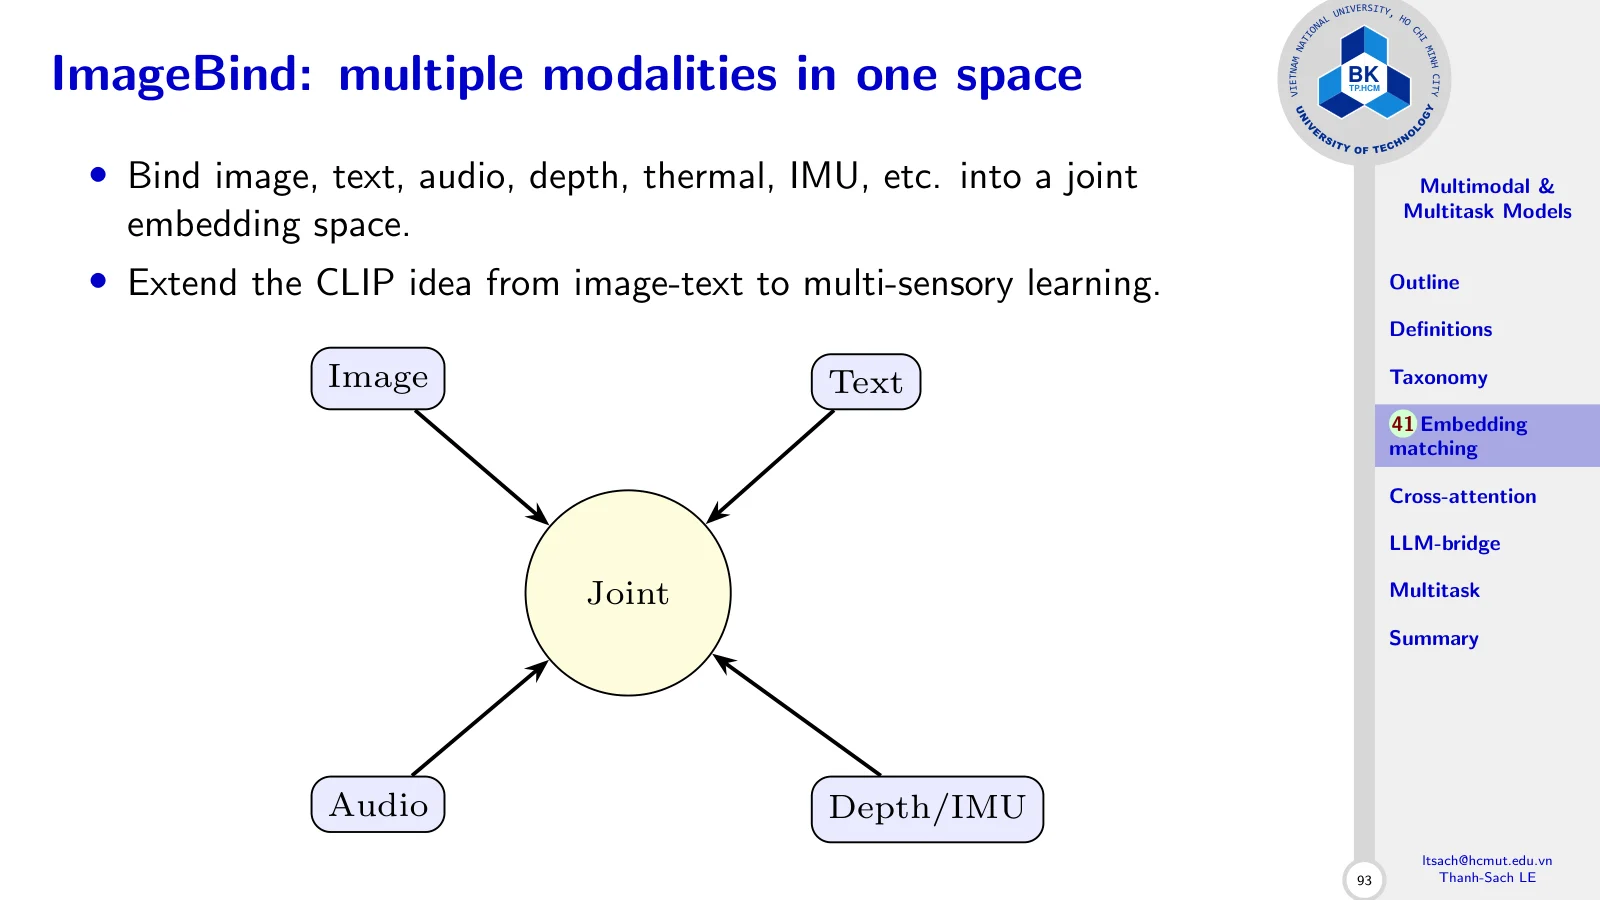 ImageBind: multiple modalities in one space
• Bind image, text, audio, depth, thermal, IMU, etc. into a joint
embedding space.
• Extend the CLIP idea from image-text to multi-sensory learning.
Image
Text
Joint
Audio
Depth/IMU
VIETNAM NATIONAL UNIVERSITY, HO CHI MINH CITY
BK
TP.HCM
UNIVERSITY OF TECHNOLOGY
Multimodal &
Multitask Models
Outline
Definitions
Taxonomy
41 Embedding
matching
Cross-attention
LLM-bridge
Multitask
Summary
ltsach@hcmut.edu.vn
Thanh-Sach LE
93